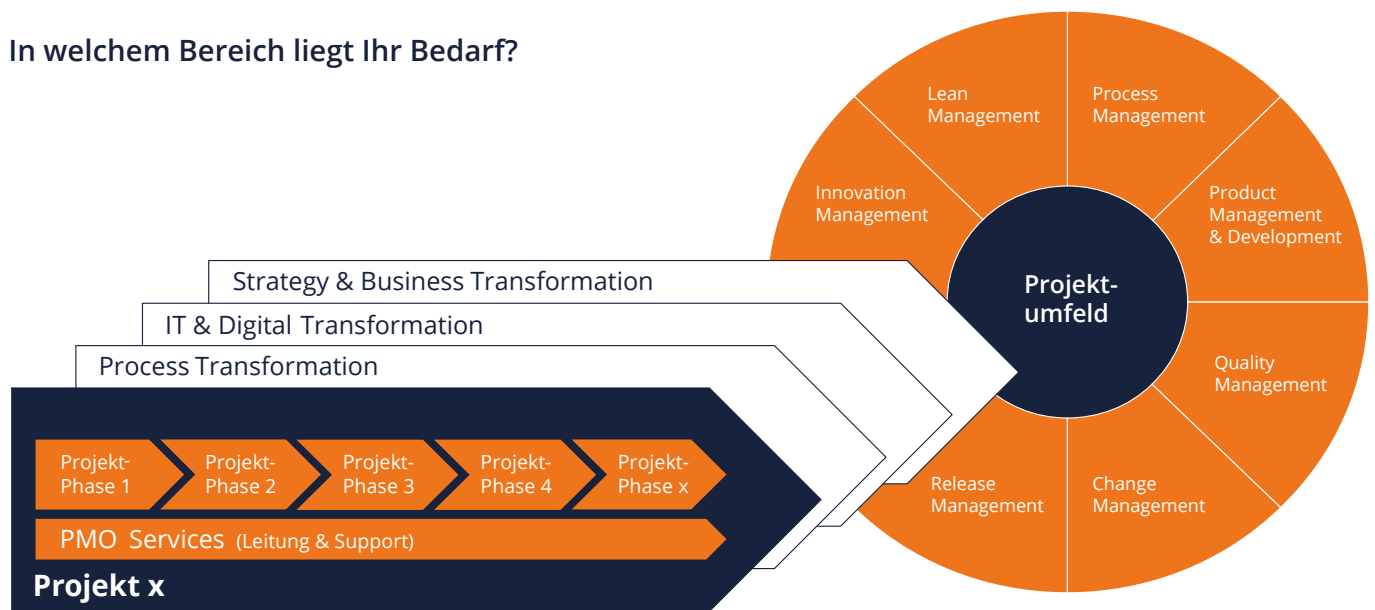 In welchem Bereich liegt Ihr Bedarf?
Lean
Management
Process
Management
Innovation
Management
Product
Management
& Development
Projekt-
umfeld
Quality
Management
Release
Management
Change
Management
Strategy & Business Transformation
IT & Digital Transformation
Process Transformation
Projekt-
Phase 1
Projekt-
Phase 2
Projekt-
Phase 3
Projekt-
Phase 4
Projekt-
Phase x
PMO Services (Leitung & Support)
Projekt x